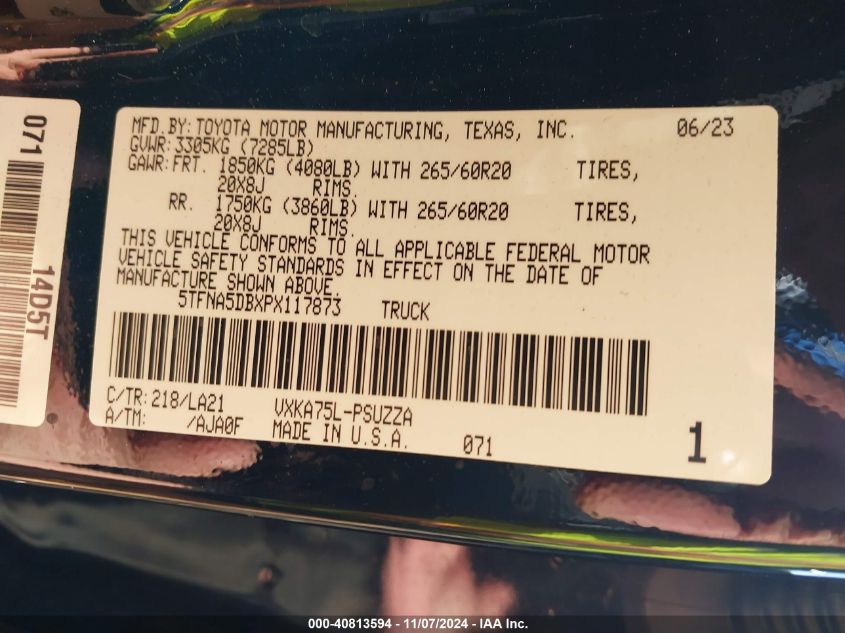 071
14D5T
MFD.BY:TOYOTA MOTOR MANUFACTURING, TEXAS, INC. 06/23
GVWR:3305KG (7285LB)
GAWR:FRT. 1850KG (4080LB) WITH 265/60R20 TIRES,
20X8J RIMS.
RR. 1750KG (3860LB) WITH 265/60R20 TIRES,
20X8J RIMS.
THIS VEHICLE CONFORMS TO ALL APPLICABLE FEDERAL MOTOR
VEHICLE SAFETY STANDARDS IN EFFECT ON THE DATE OF
MANUFACTURE SHOWN ABOVE.
5TFNA5DBXPX117873 TRUCK
C/TR:218/LA21 VXKA75L-PSUZZA
A/TM: /AJA0F MADE IN U.S.A. 071
1
000-40813594 - 11/07/2024 - IAA Inc.